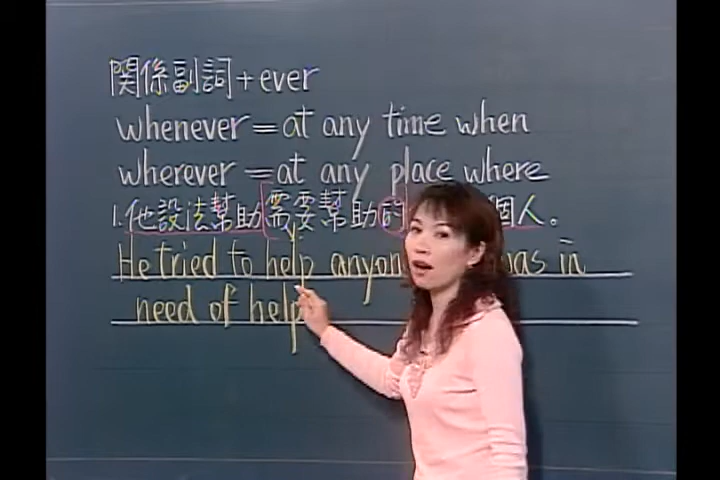 關係副詞+ever
whenever=at any time when
wherever=at any place where
1.他設法幫助需要幫助的個人。
He tried to help was in
need of help